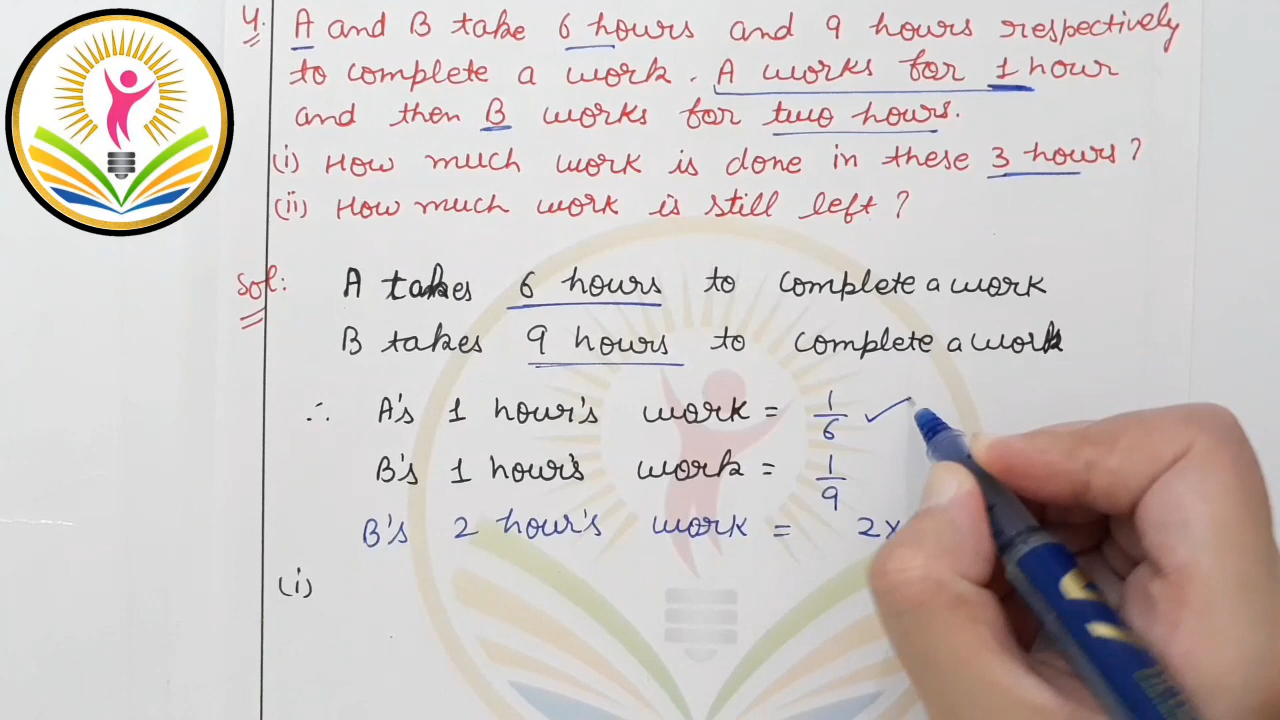 4. A and B take 6 hours and 9 hours respectively
to complete a work. A works for 1 hour
and then B works for two hours.
(i) How much work is done in these 3 hours?
(ii) How much work is still left?
Sol: A takes 6 hours to complete a work
B takes 9 hours to complete a work
∴ A's 1 hour's work = 1/6 ✓
B's 1 hour's work = 1/9
B's 2 hour's work = 2×
(i)